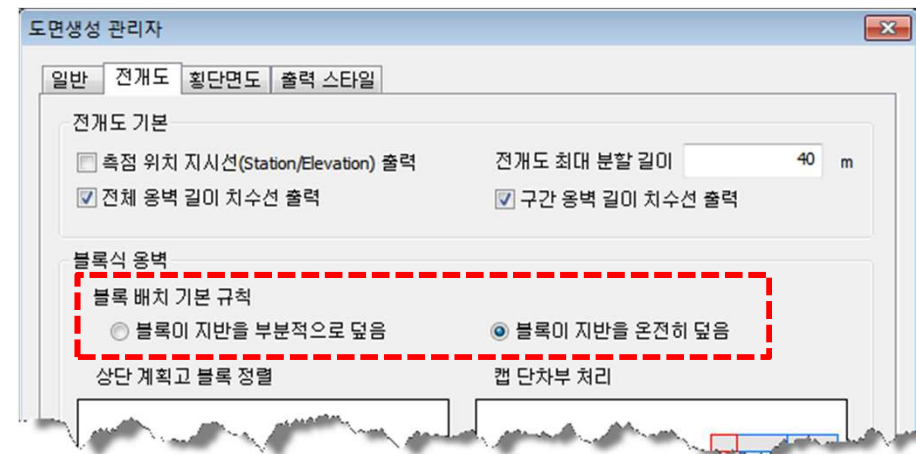 도면생성 관리자
일반 전개도 횡단면도 출력 스타일
전개도 기본
측점 위치 지시선(Station/Elevation) 출력 전개도 최대 분할 길이 40 m
전체 옹벽 길이 치수선 출력 구간 옹벽 길이 치수선 출력
블록식 옹벽
블록 배치 기본 규칙
블록이 지반을 부분적으로 덮음 블록이 지반을 온전히 덮음
상단 계획고 블록 정렬 캡 단차부 처리